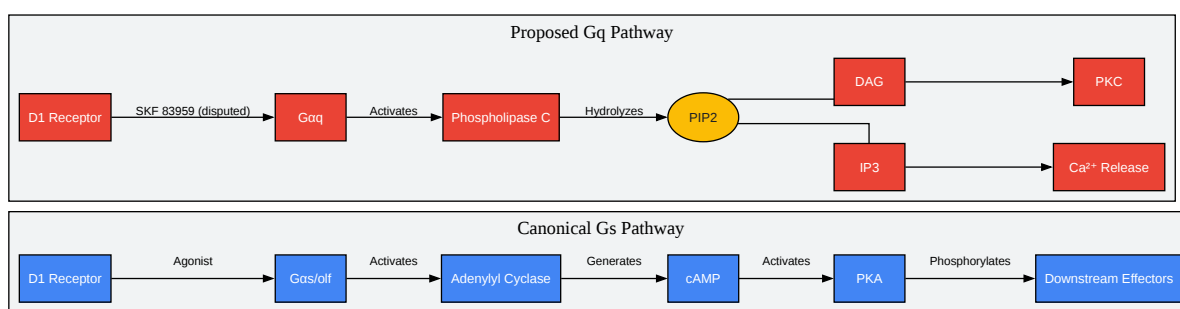 Proposed Gq Pathway
D1 Receptor
SKF 83959 (disputed)
Gαq
Activates
Phospholipase C
Hydrolyzes
PIP2
DAG
PKC
IP3
Ca²⁺ Release
Canonical Gs Pathway
D1 Receptor
Agonist
Gαs/olf
Activates
Adenylyl Cyclase
Generates
cAMP
Activates
PKA
Phosphorylates
Downstream Effectors